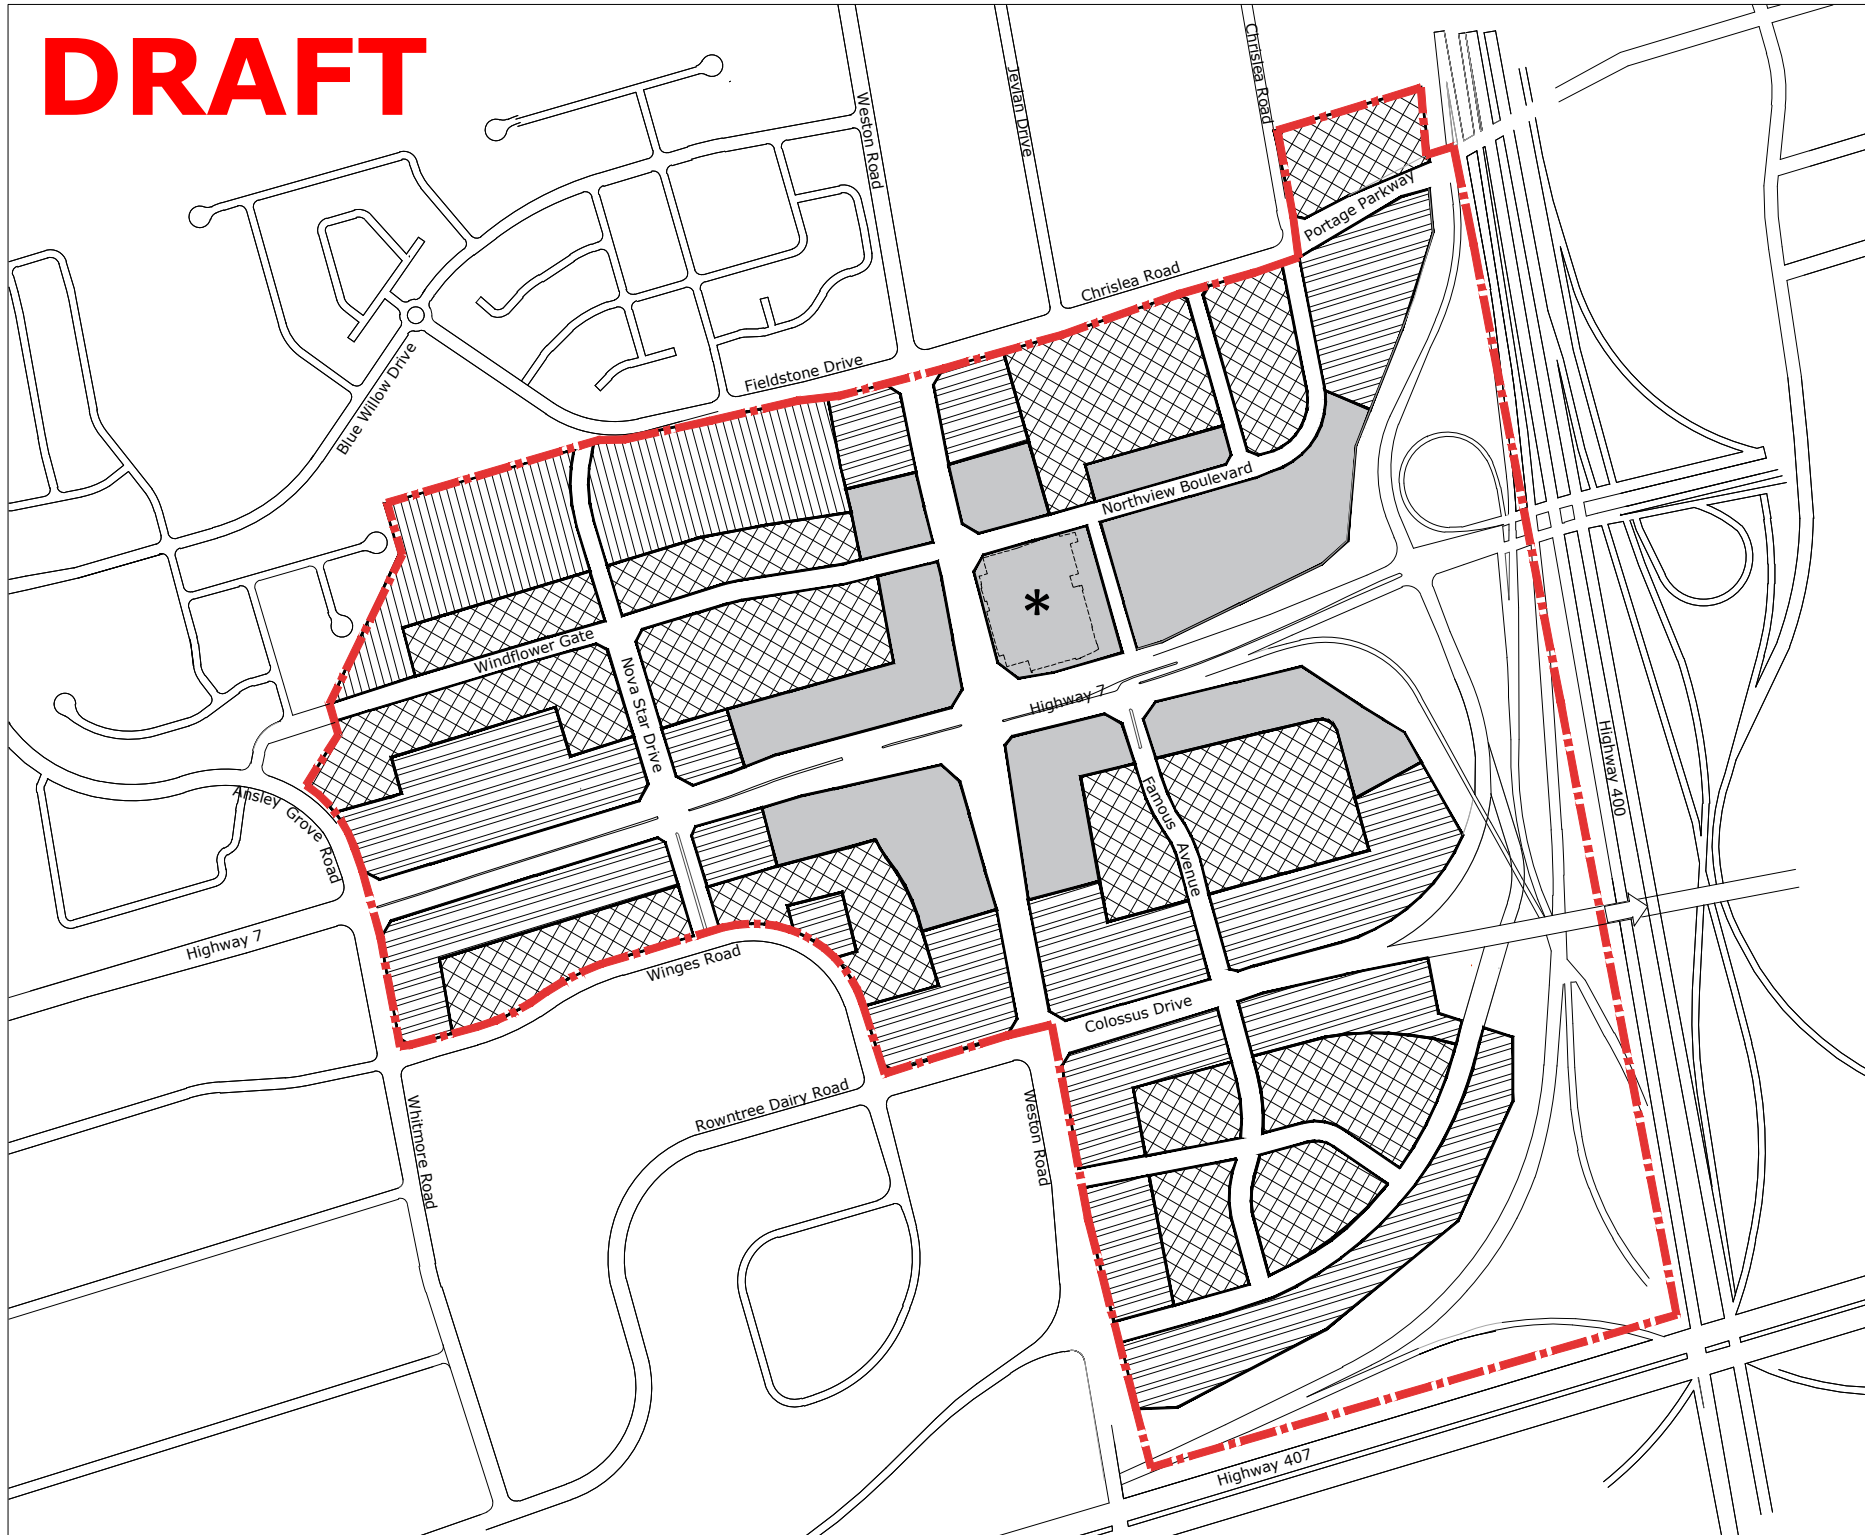 DRAFT
Chrislea Road
Weston Road
Jevlan Drive
Portage Parkway
Chrislea Road
Fieldstone Drive
Blue Willow Drive
Northview Boulevard
*
Windflower Gate
Nova Star Drive
Highway 7
Highway 400
Ansley Grove Road
Famous Avenue
Highway 7
Winges Road
Colossus Drive
Rowntree Dairy Road
Whitmore Road
Weston Road
Highway 407